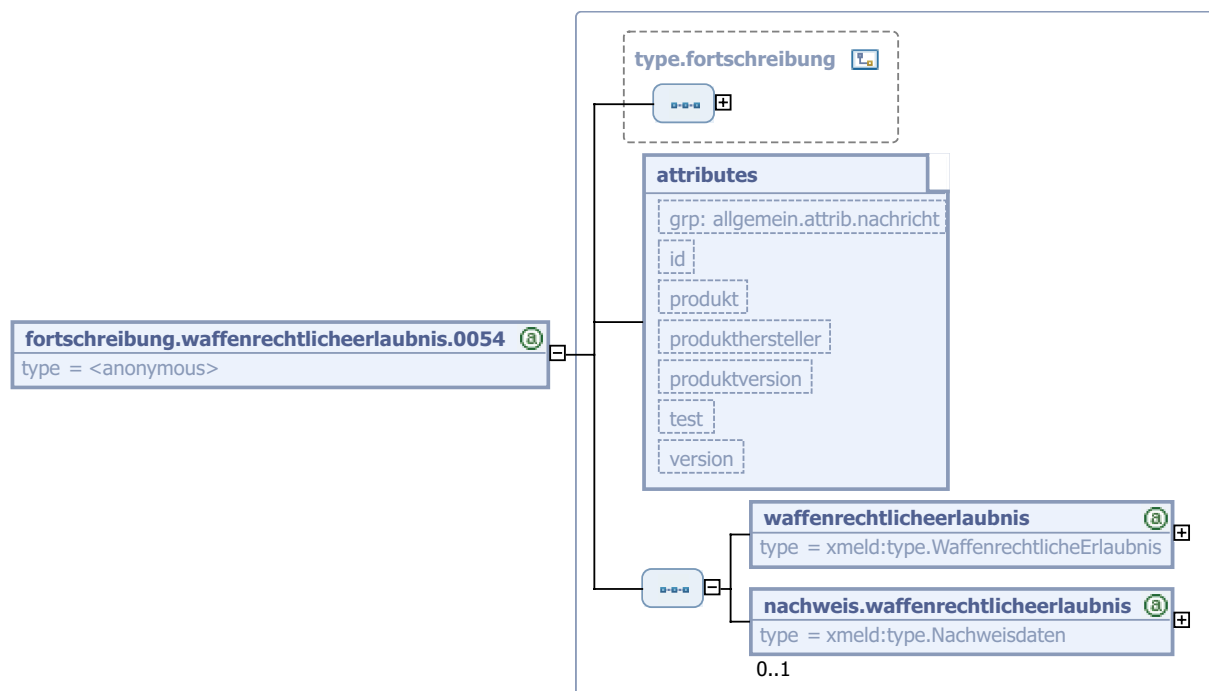 type.fortschreibung
attributes
grp: allgemein.attrib.nachricht
id
produkt
produkthersteller
produktversion
test
version
fortschreibung.waffenrechtlicheerlaubnis.0054 @
type = <anonymous>
waffenrechtlicheerlaubnis @
type = xmeld:type.WaffenrechtlicheErlaubnis
nachweis.waffenrechtlicheerlaubnis @
type = xmeld:type.Nachweisdaten
0..1